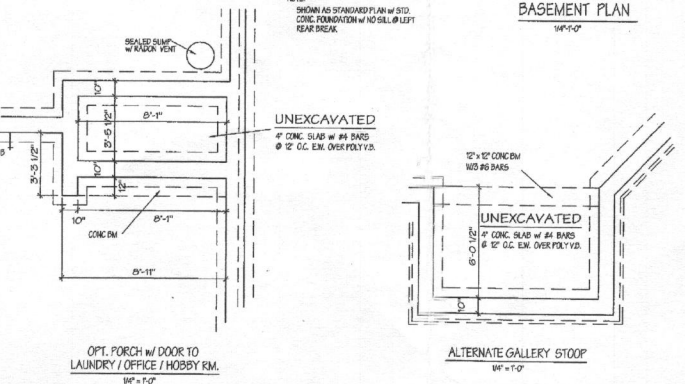 SHOWN AS STANDARD PLAN w/ STD.
CONC. FOUNDATION w/ NO SILL @ LEFT
REAR BREAK
BASEMENT PLAN
1/4"-1'-0"
SEALED SUMP
w/ RADON VENT
10"
8'-1"
3'-6 1/2"
UNEXCAVATED
4" CONC. SLAB w/ #4 BARS
@ 12" O.C. E.W. OVER POLY V.B.
3'-3 1/2"
10"
12"
10"
8'-1"
CONC BM
8'-11"
OPT. PORCH w/ DOOR TO
LAUNDRY / OFFICE / HOBBY RM.
1/4" = 1'-0"
12" x 12" CONC BM
W/3 #6 BARS
UNEXCAVATED
4" CONC. SLAB w/ #4 BARS
@ 12" O.C. E.W. OVER POLY V.B.
6'-0 1/2"
10"
ALTERNATE GALLERY STOOP
1/4" = 1'-0"